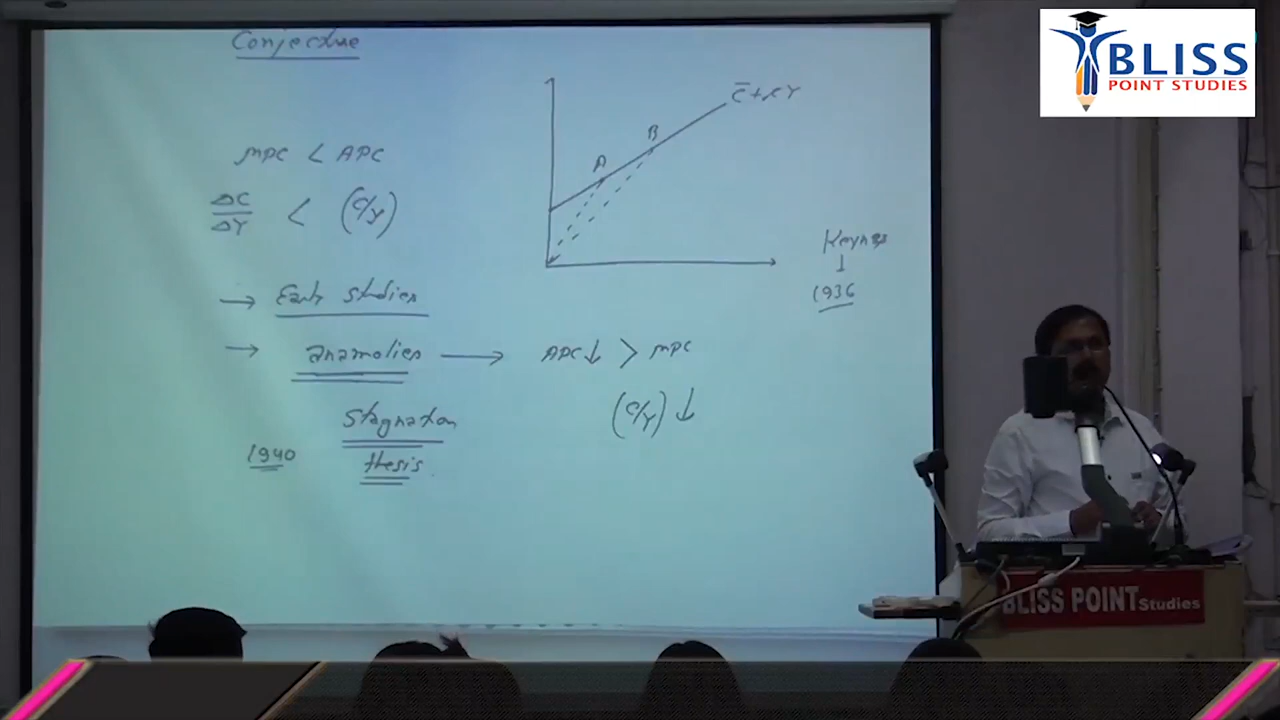 Conjecture
MPC < APC
ΔC/ΔY < (C/Y)
→ Early studies
→ anamolies → APC↓ > MPC
(C/Y) ↓
Stagnation
thesis
1940
A
B
C̅ + cY
Keynes
↓
1936
BLISS
POINT STUDIES
BLISS POINT Studies